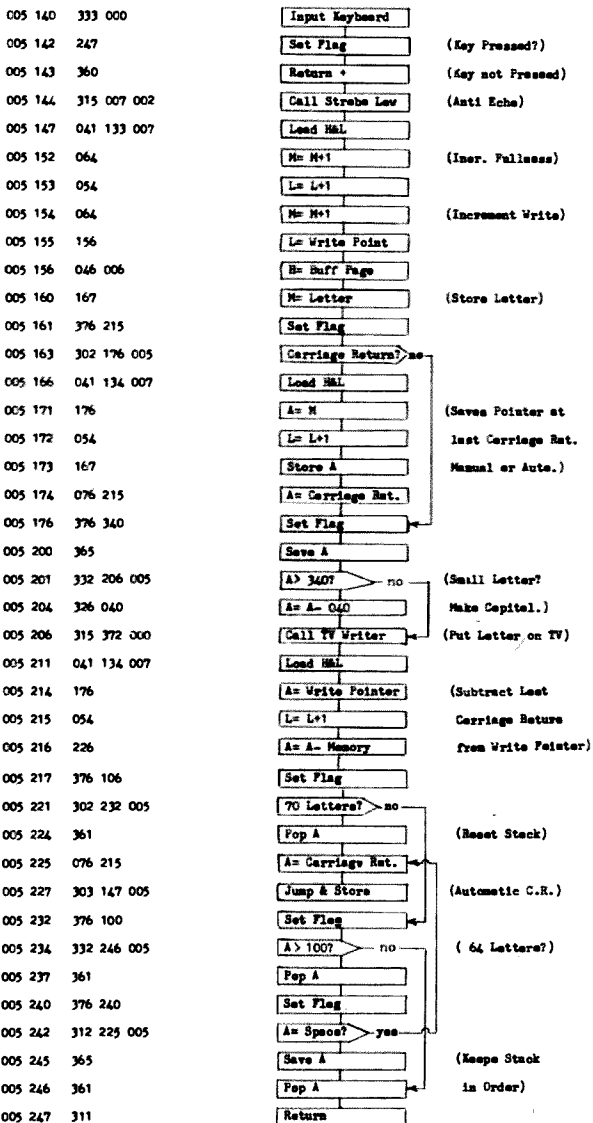 005 140 333 000 Input Keyboard
005 142 247 Set Flag (Key Pressed?)
005 143 360 Return + (Key not Pressed)
005 144 315 007 002 Call Strobe Low (Anti Echo)
005 147 041 133 007 Load H&L
005 152 064 M= M+1 (Incr. Fullness)
005 153 054 L= L+1
005 154 064 M= M+1 (Increment Write)
005 155 156 L= Write Point
005 156 046 006 H= Buff Page
005 160 167 M= Letter (Store Letter)
005 161 376 215 Set Flag
005 163 302 176 005 Carriage Return? no
005 166 041 134 007 Load H&L
005 171 176 A= M (Saves Pointer at
005 172 054 L= L+1 last Carriage Ret.
005 173 167 Store A Manual or Auto.)
005 174 076 215 A= Carriage Ret.
005 176 376 340 Set Flag
005 200 365 Save A
005 201 332 206 005 A> 340? no (Small Letter?
005 204 326 040 A= A- 040 Make Capitel.)
005 206 315 372 000 Call TV Writer (Put Letter on TV)
005 211 041 134 007 Load H&L
005 214 176 A= Write Pointer (Subtract Last
005 215 054 L= L+1 Carriage Return
005 216 226 A= A- Memory from Write Pointer)
005 217 376 106 Set Flag
005 221 302 232 005 70 Letters? no
005 224 361 Pop A (Reset Stack)
005 225 076 215 A= Carriage Ret.
005 227 303 147 005 Jump & Store (Automatic C.R.)
005 232 376 100 Set Flag
005 234 332 246 005 A> 100? no ( 64 Letters?)
005 237 361 Pop A
005 240 376 240 Set Flag
005 242 312 225 005 A= Space? yes
005 245 365 Save A (Keeps Stack
005 246 361 Pop A in Order)
005 247 311 Return